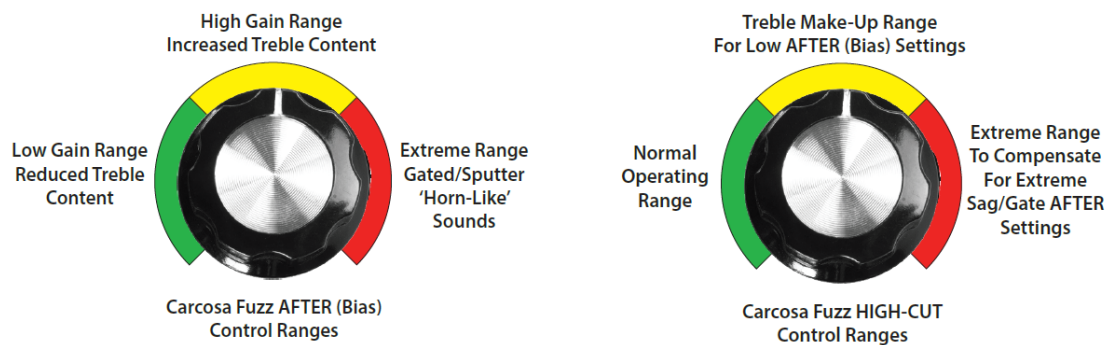 High Gain Range
Increased Treble Content
Low Gain Range
Reduced Treble
Content
Extreme Range
Gated/Sputter
‘Horn-Like’
Sounds
Carcosa Fuzz AFTER (Bias)
Control Ranges
Treble Make-Up Range
For Low AFTER (Bias) Settings
Normal
Operating
Range
Extreme Range
To Compensate
For Extreme
Sag/Gate AFTER
Settings
Carcosa Fuzz HIGH-CUT
Control Ranges